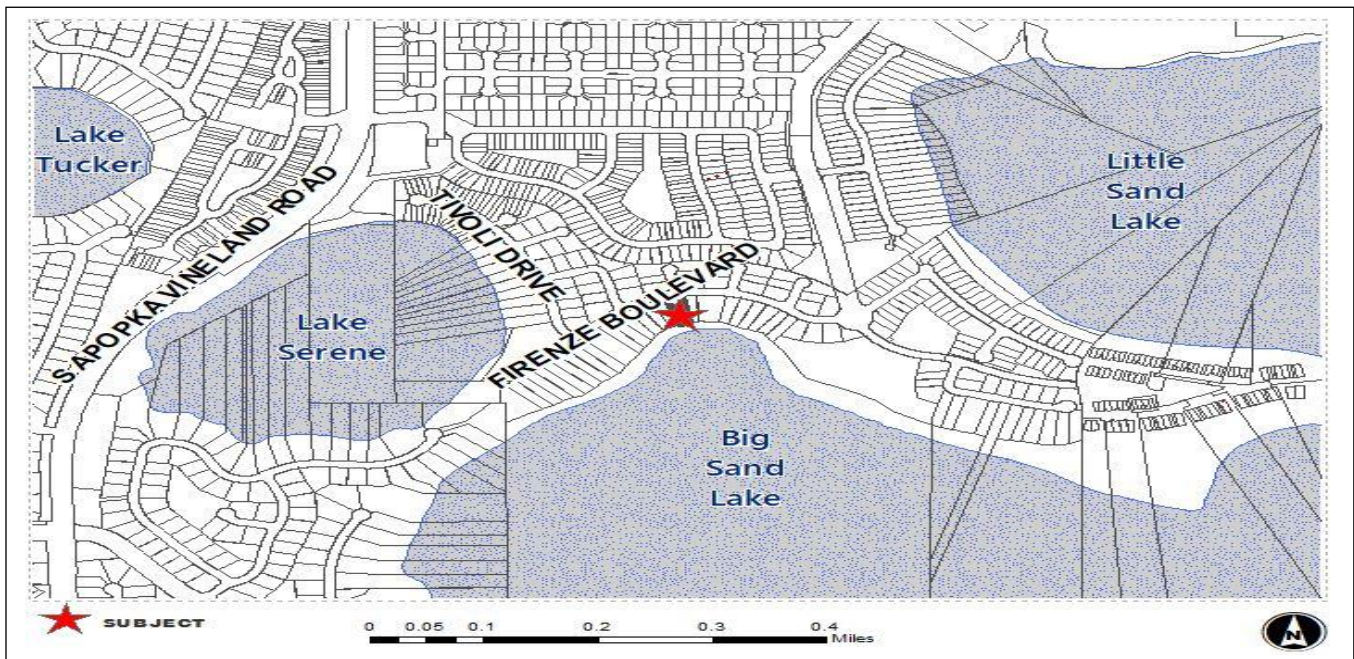 Lake
Tucker
S APOPKA VINELAND ROAD
TIVOLI DRIVE
Little
Sand
Lake
Lake
Serene
FIRENZE BOULEVARD
Big
Sand
Lake
SUBJECT
0 0.05 0.1 0.2 0.3 0.4
Miles
N